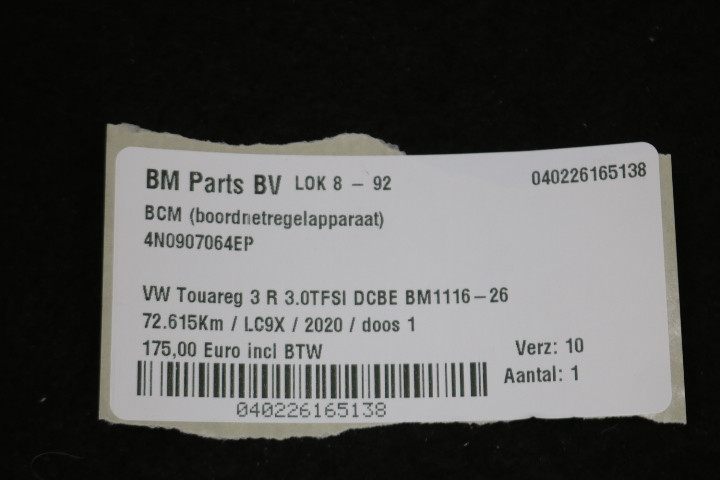 BM Parts BV LOK 8 - 92 040226165138
BCM (boordnetregelapparaat)
4N0907064EP
VW Touareg 3 R 3.0TFSI DCBE BM1116-26
72.615Km / LC9X / 2020 / doos 1
175,00 Euro incl BTW Verz: 10
Aantal: 1
040226165138